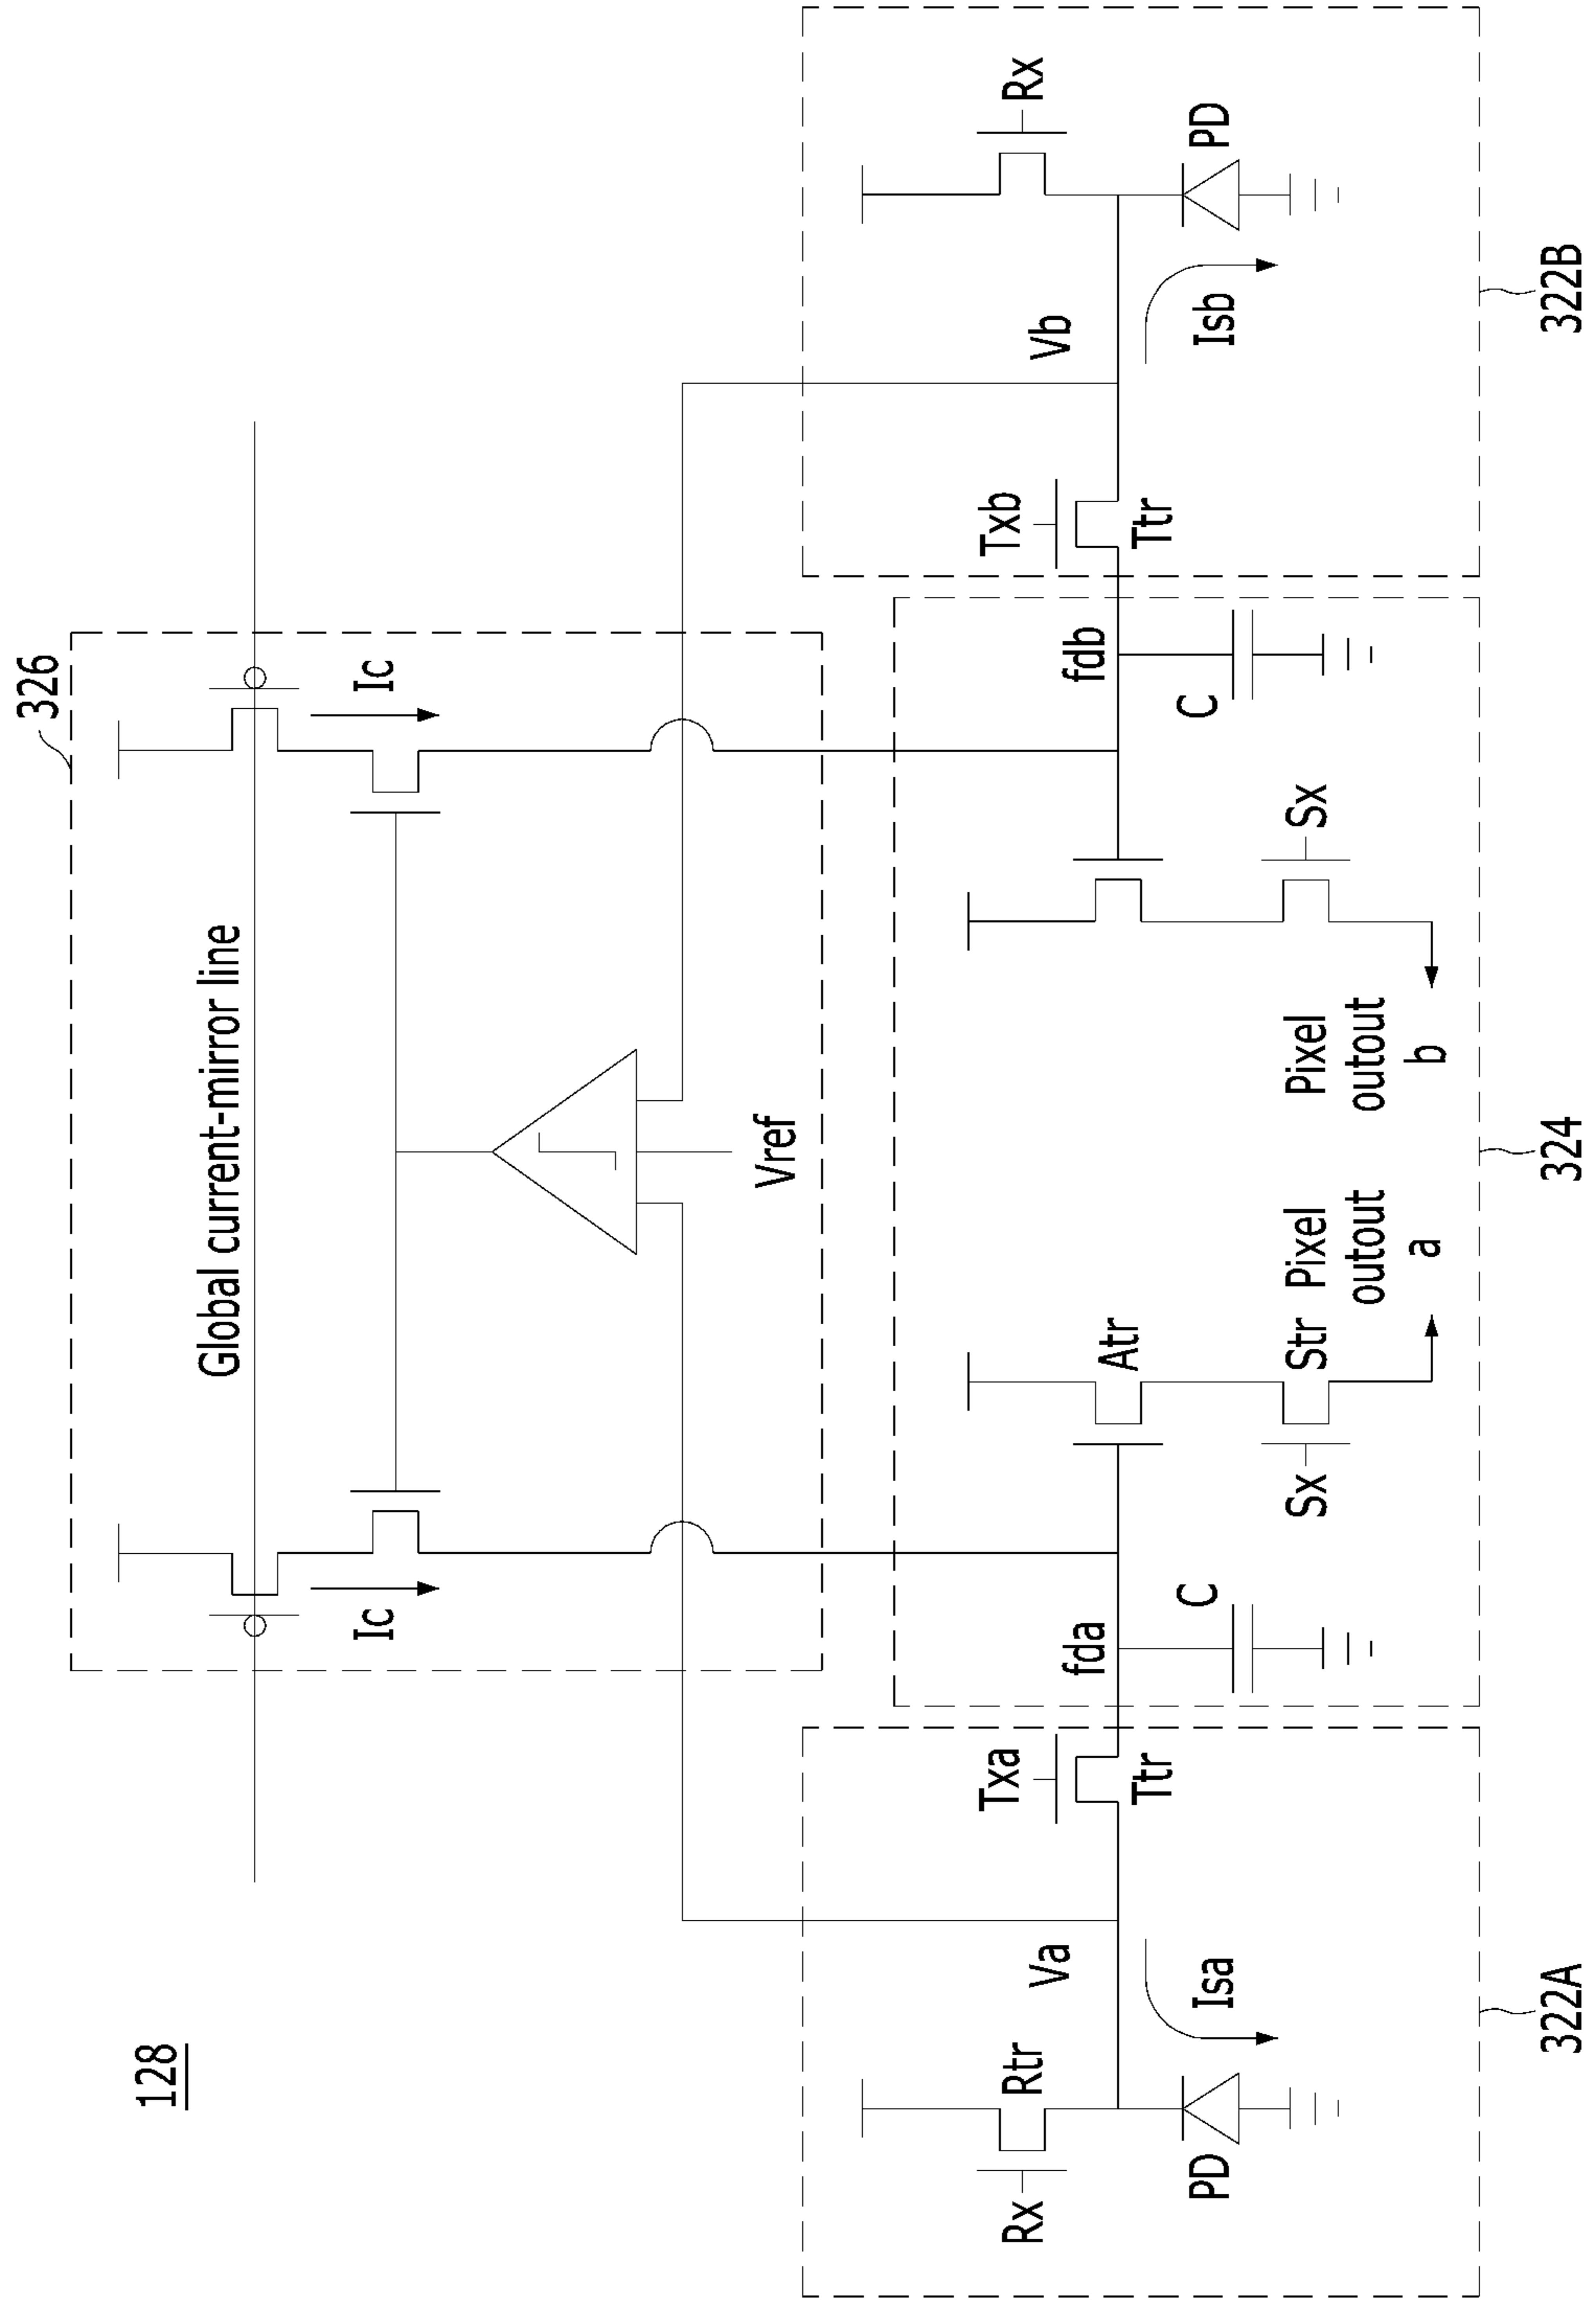 128
326
Global current-mirror line
Ic
Ic
Vref
Rx
Rtr
PD
Va
Isa
Txa
Ttr
322A
fda
C
Atr
Sx
Str
Pixel
outout
a
Pixel
outout
b
Sx
fdb
C
324
Txb
Ttr
Vb
Isb
Rx
PD
322B